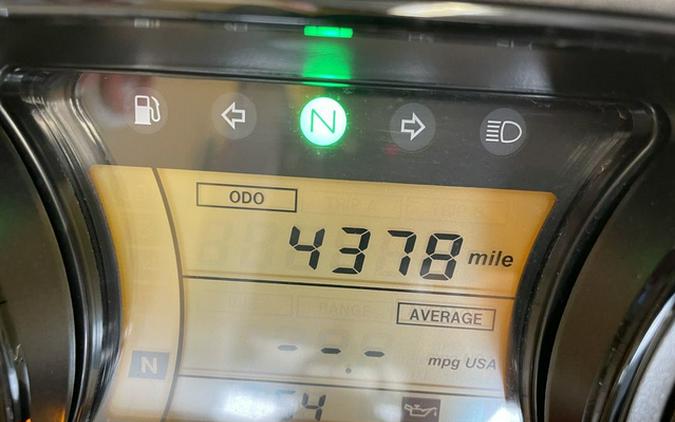 N
ODO
4378 mile
AVERAGE
--.- mpg USA
N